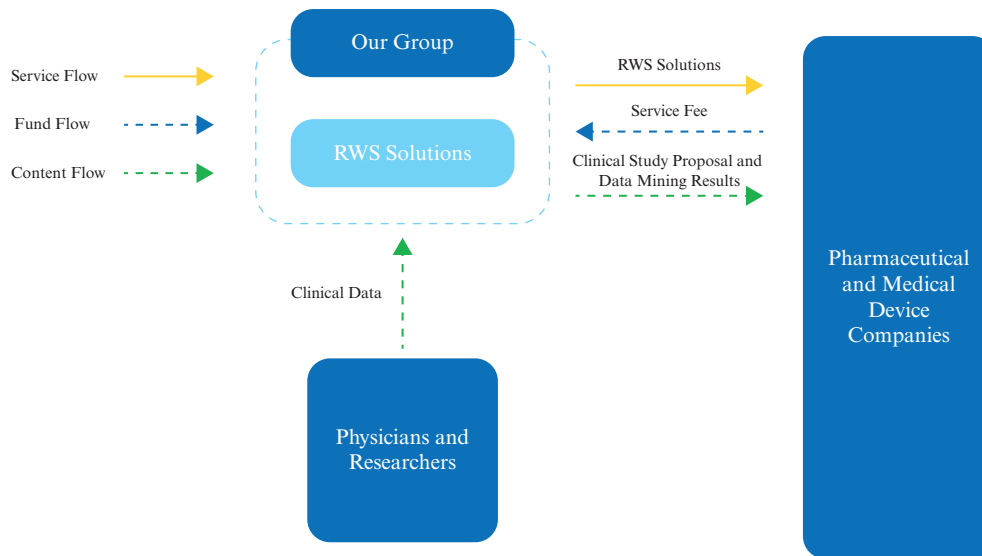 Our Group
RWS Solutions
Service Flow
Fund Flow
Content Flow
RWS Solutions
Service Fee
Clinical Study Proposal and
Data Mining Results
Clinical Data
Physicians and
Researchers
Pharmaceutical
and Medical
Device
Companies